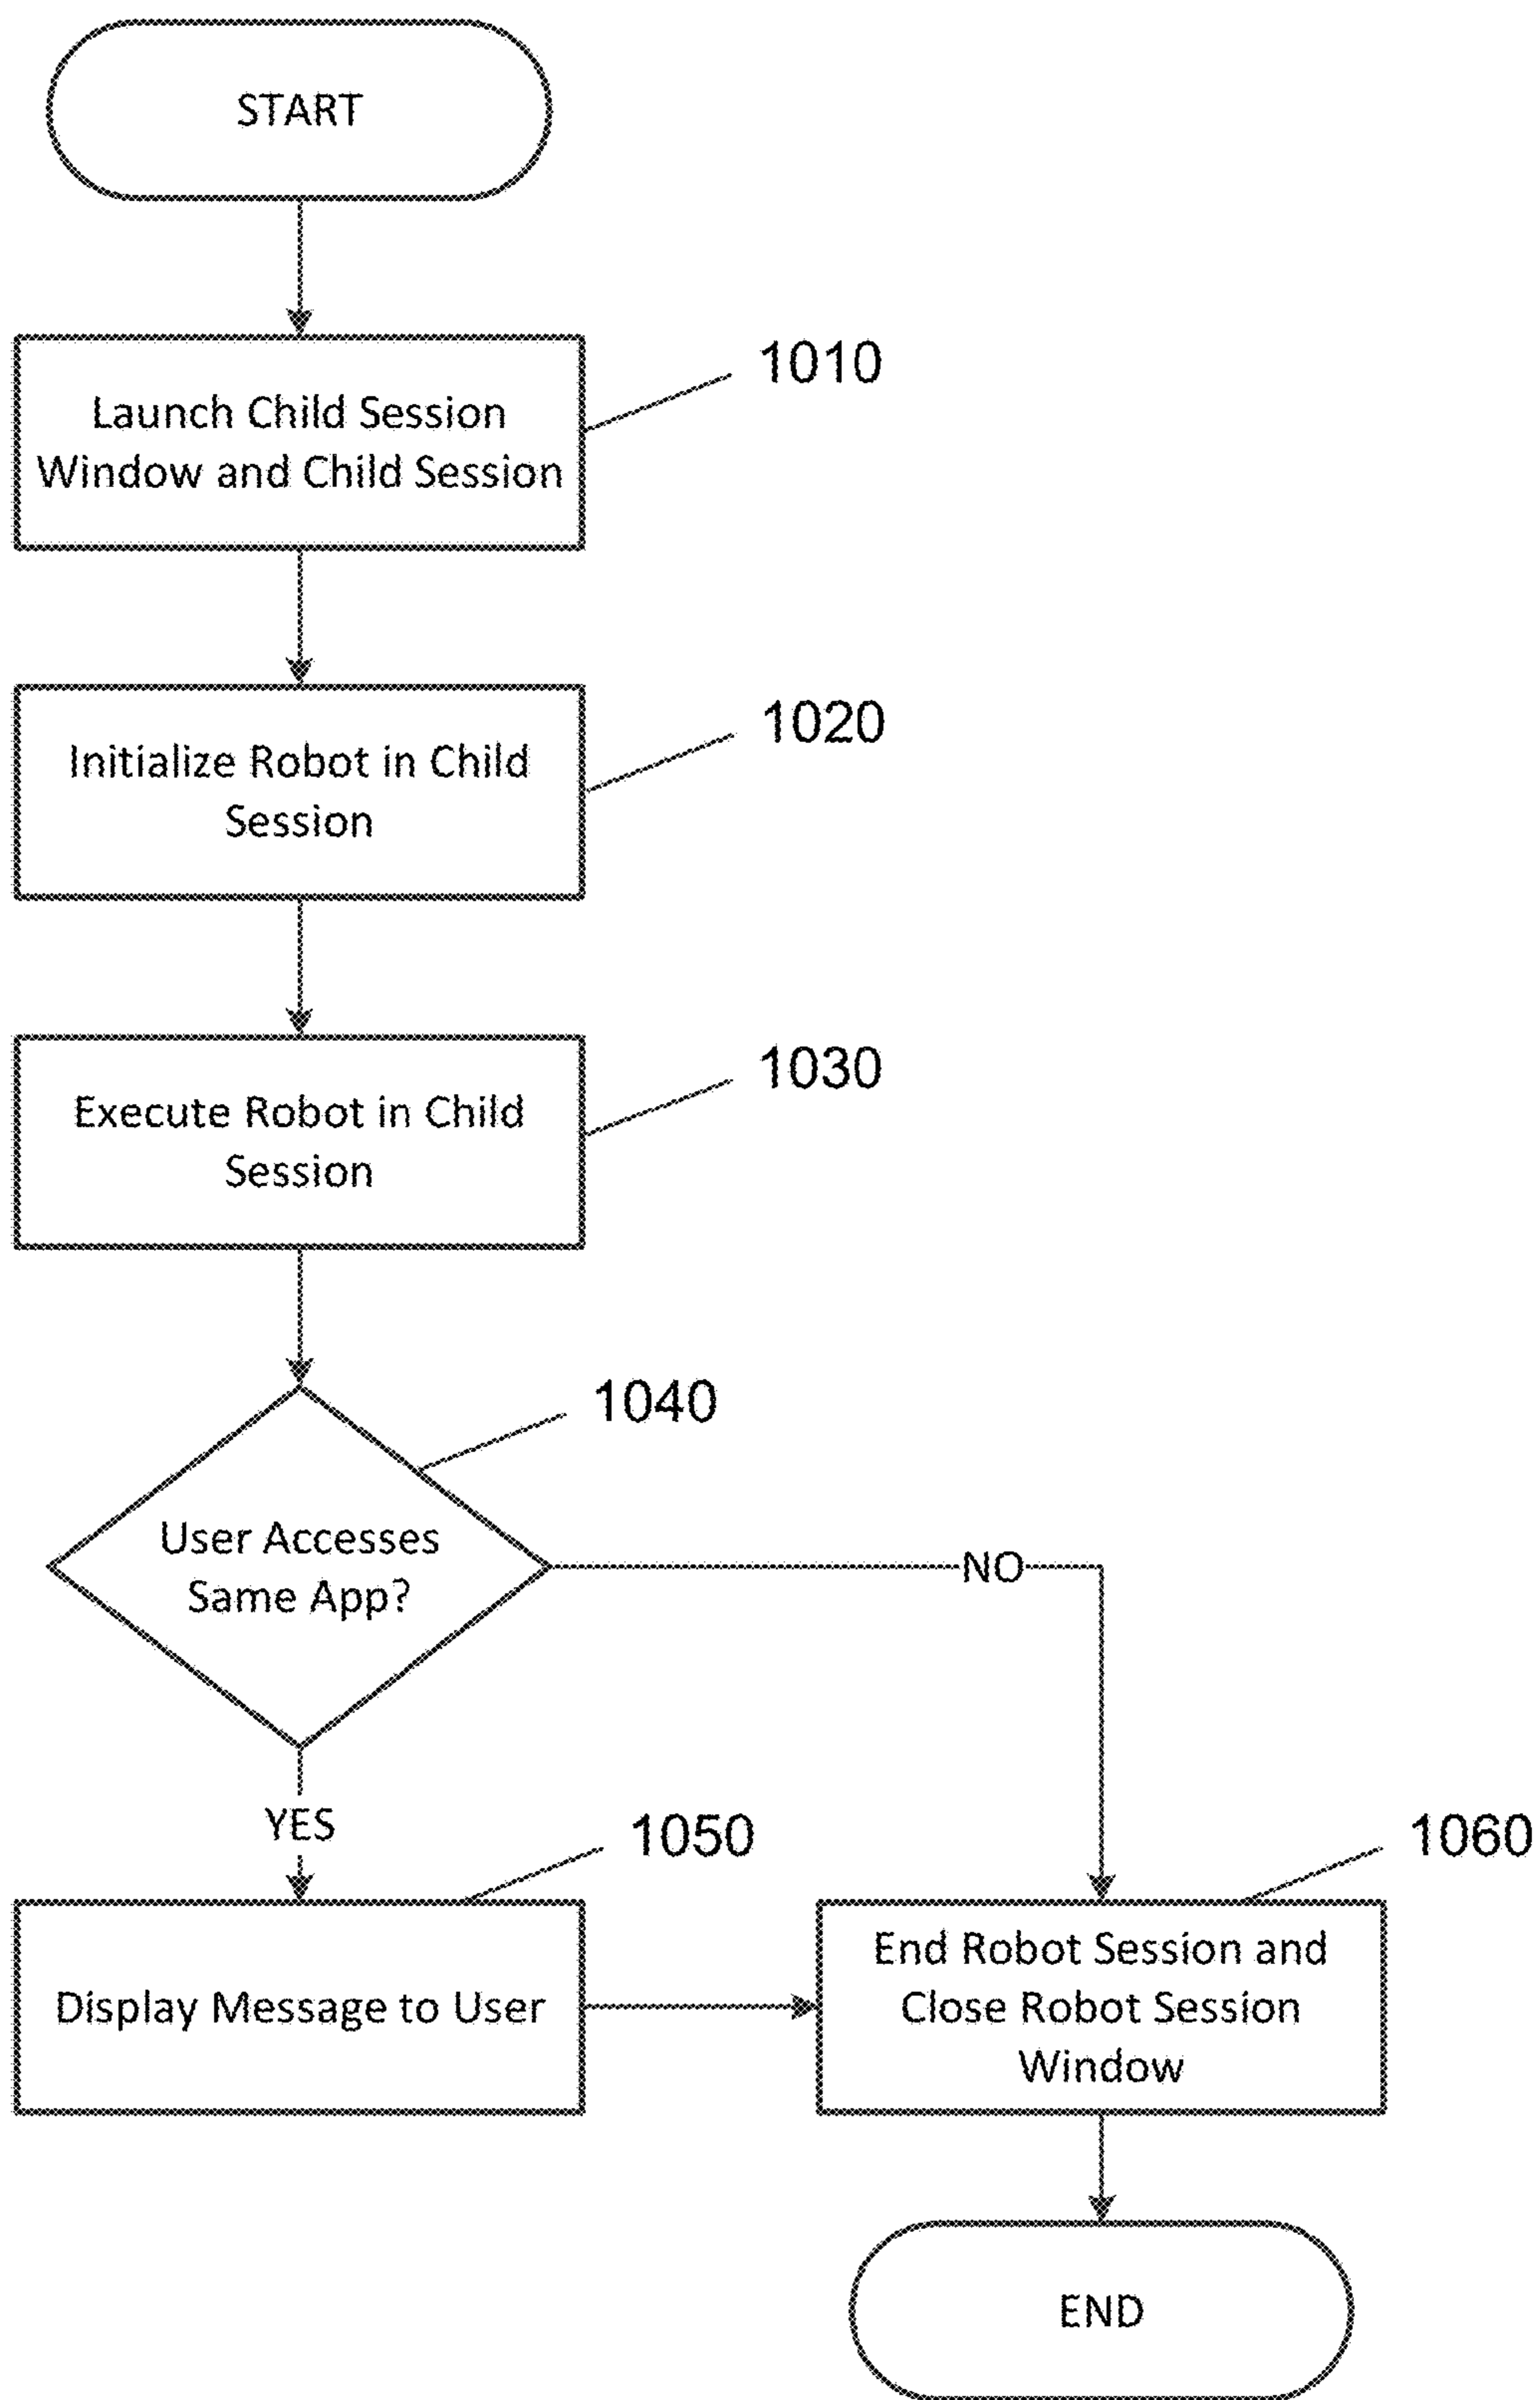 START
1010
Launch Child Session
Window and Child Session
1020
Initialize Robot in Child
Session
1030
Execute Robot in Child
Session
1040
User Accesses
Same App?
NO
YES
1050
Display Message to User
1060
End Robot Session and
Close Robot Session
Window
END